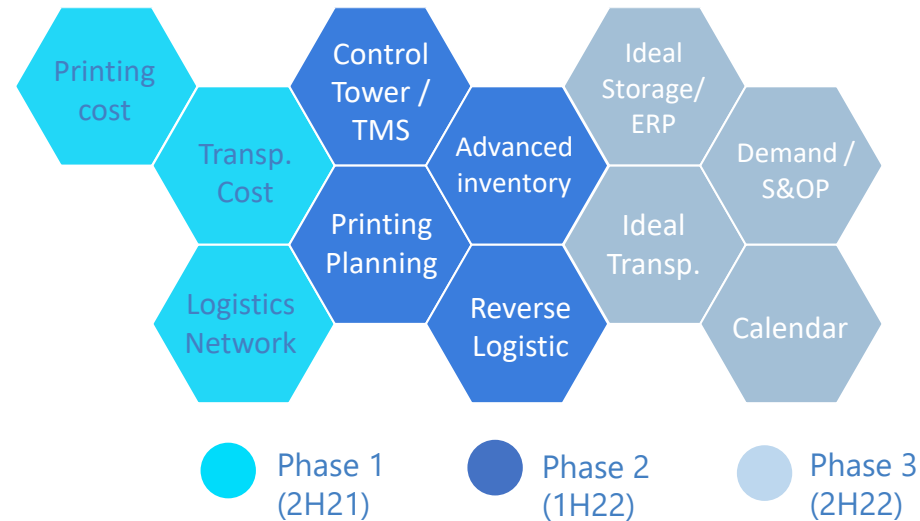 Printing
cost
Transp.
Cost
Logistics
Network
Control
Tower /
TMS
Printing
Planning
Advanced
inventory
Reverse
Logistic
Ideal
Storage/
ERP
Ideal
Transp.
Demand /
S&OP
Calendar
Phase 1
(2H21)
Phase 2
(1H22)
Phase 3
(2H22)